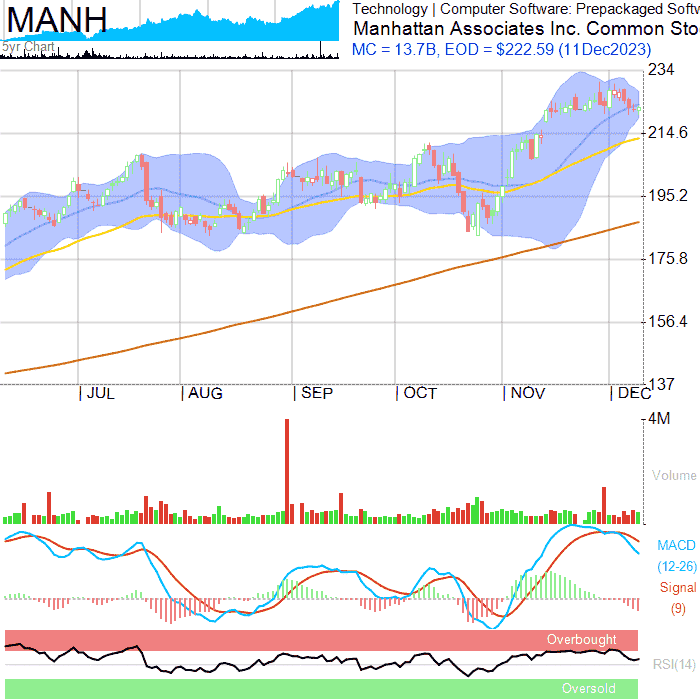 MANH
5yr Chart
Technology | Computer Software: Prepackaged Softw
Manhattan Associates Inc. Common Sto
MC = 13.7B, EOD = $222.59 (11Dec2023)
234
214.6
195.2
175.8
156.4
137
JUL AUG SEP OCT NOV DEC
4M
Volume
MACD
(12-26)
Signal
(9)
Overbought
RSI(14)
Oversold